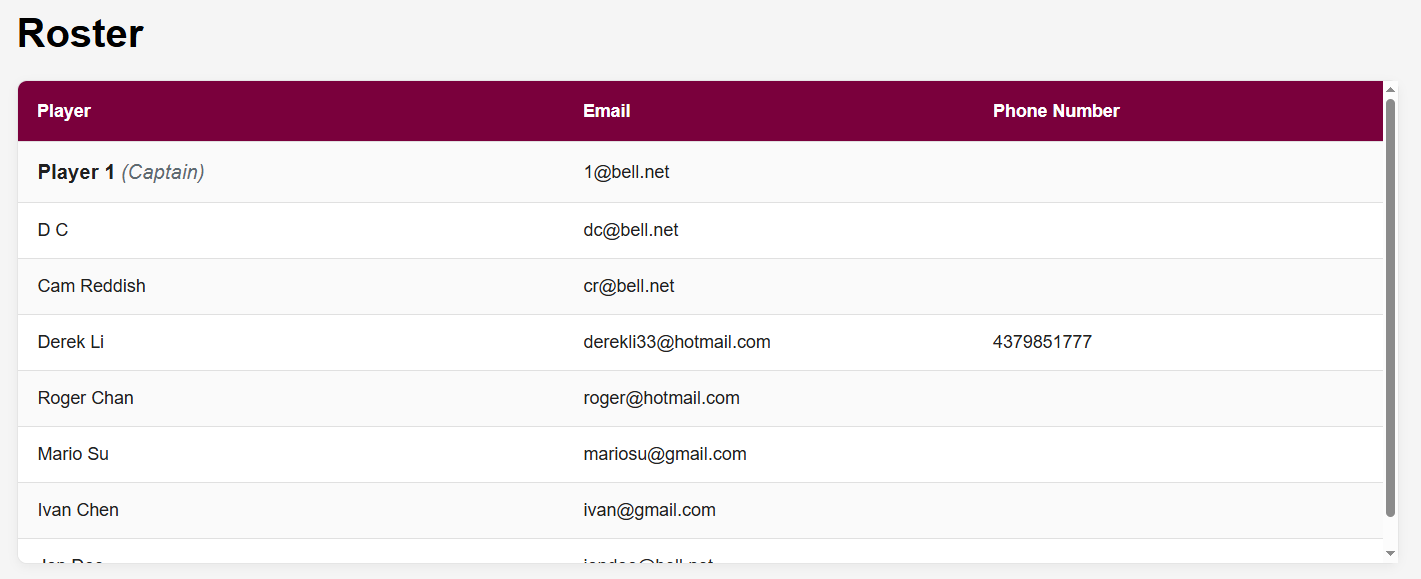 Roster
Player Email Phone Number
Player 1 (Captain) 1@bell.net
D C dc@bell.net
Cam Reddish cr@bell.net
Derek Li derekli33@hotmail.com 4379851777
Roger Chan roger@hotmail.com
Mario Su mariosu@gmail.com
Ivan Chen ivan@gmail.com